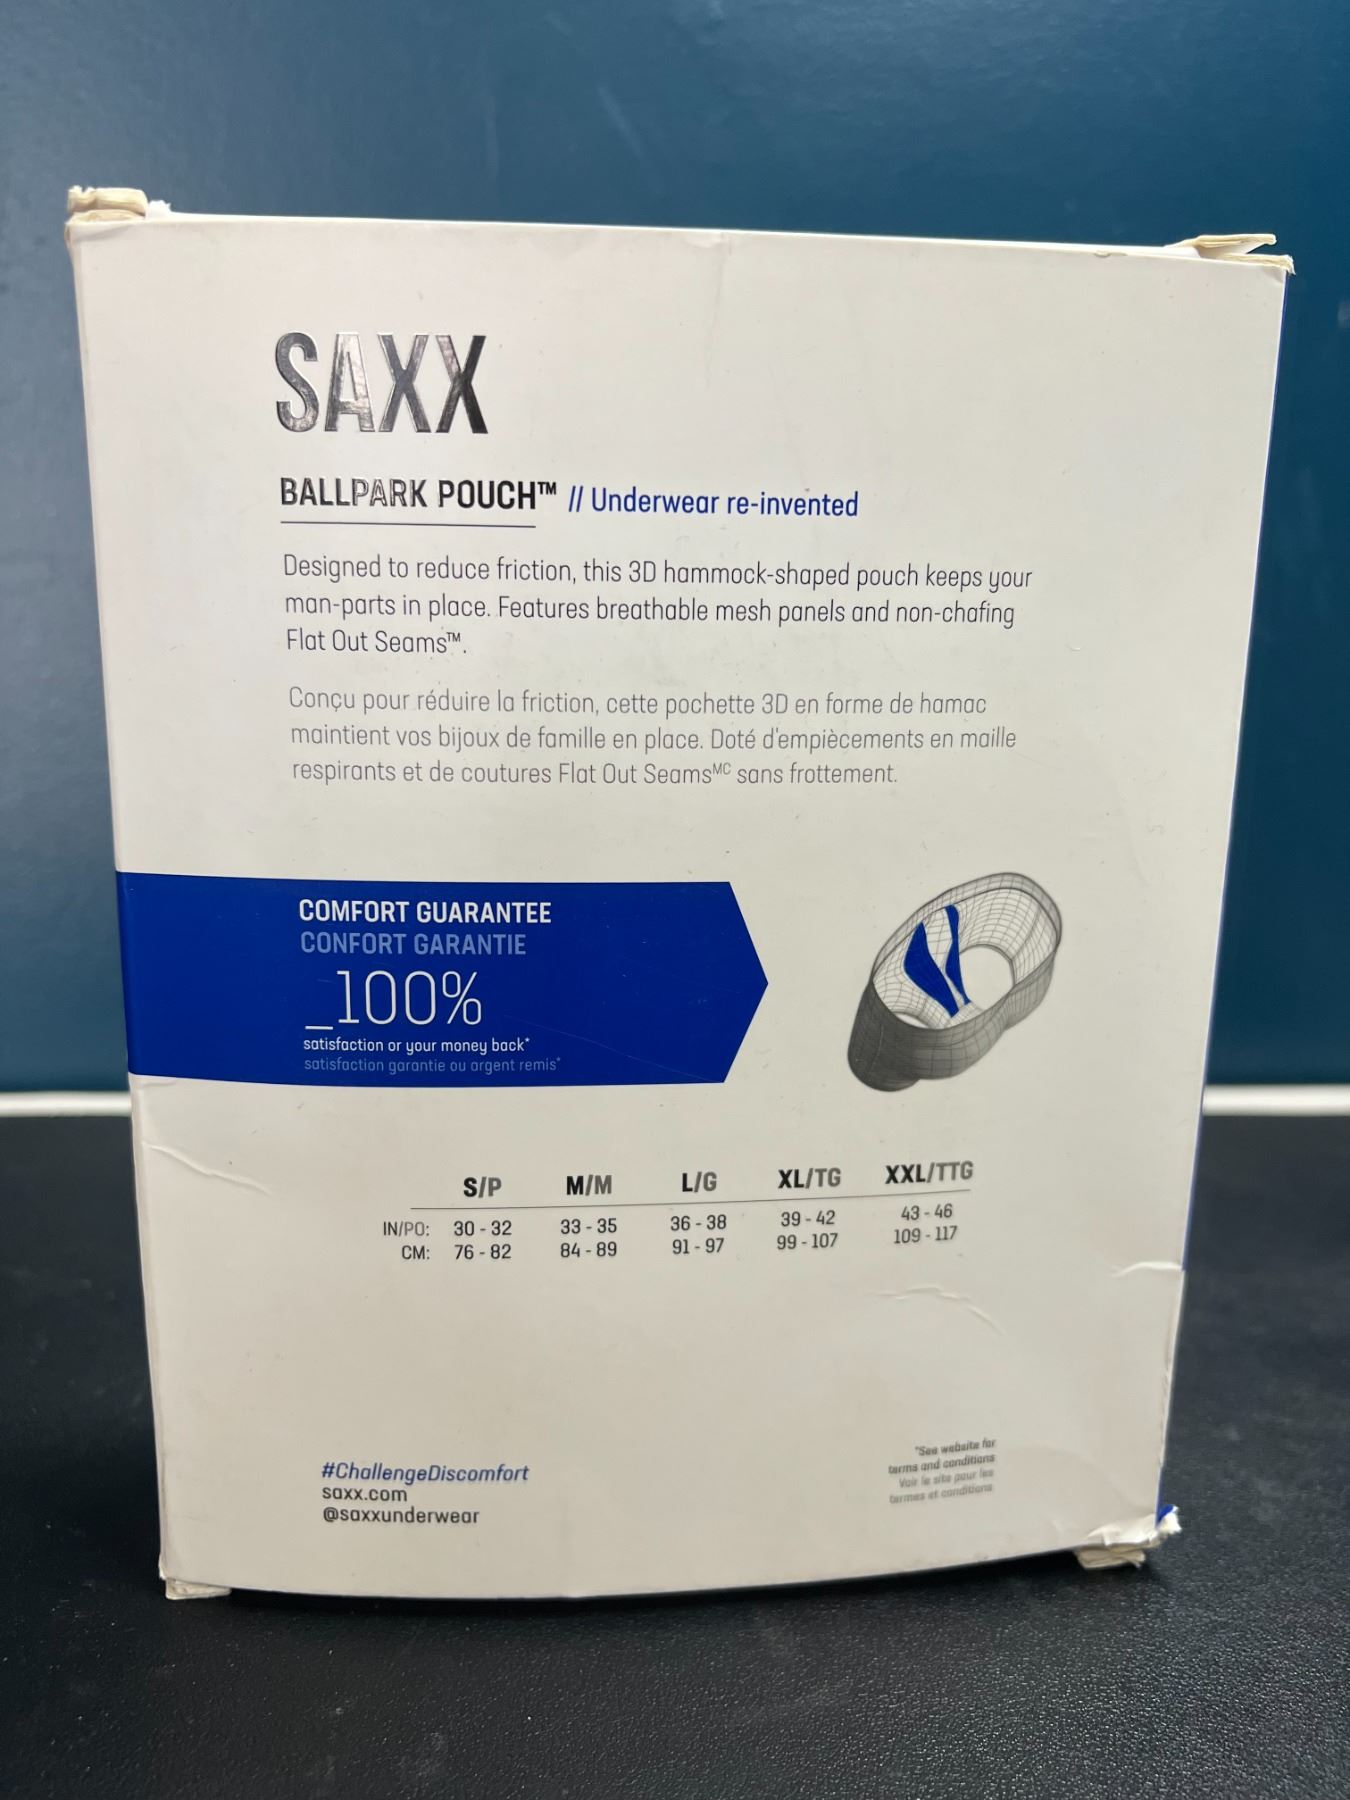 SAXX
BALLPARK POUCH™ // Underwear re-invented
Designed to reduce friction, this 3D hammock-shaped pouch keeps your
man-parts in place. Features breathable mesh panels and non-chafing
Flat Out Seams™.
Conçu pour réduire la friction, cette pochette 3D en forme de hamac
maintient vos bijoux de famille en place. Doté d'empiècements en maille
respirants et de coutures Flat Out Seamsᴹᶜ sans frottement.
COMFORT GUARANTEE
CONFORT GARANTIE
_100%
satisfaction or your money back*
satisfaction garantie ou argent remis*
S/P M/M L/G XL/TG XXL/TTG
IN/PO: 30 - 32 33 - 35 36 - 38 39 - 42 43 - 46
CM: 76 - 82 84 - 89 91 - 97 99 - 107 109 - 117
#ChallengeDiscomfort
saxx.com
@saxxunderwear
*See website for
terms and conditions
Voir le site pour les
termes et conditions